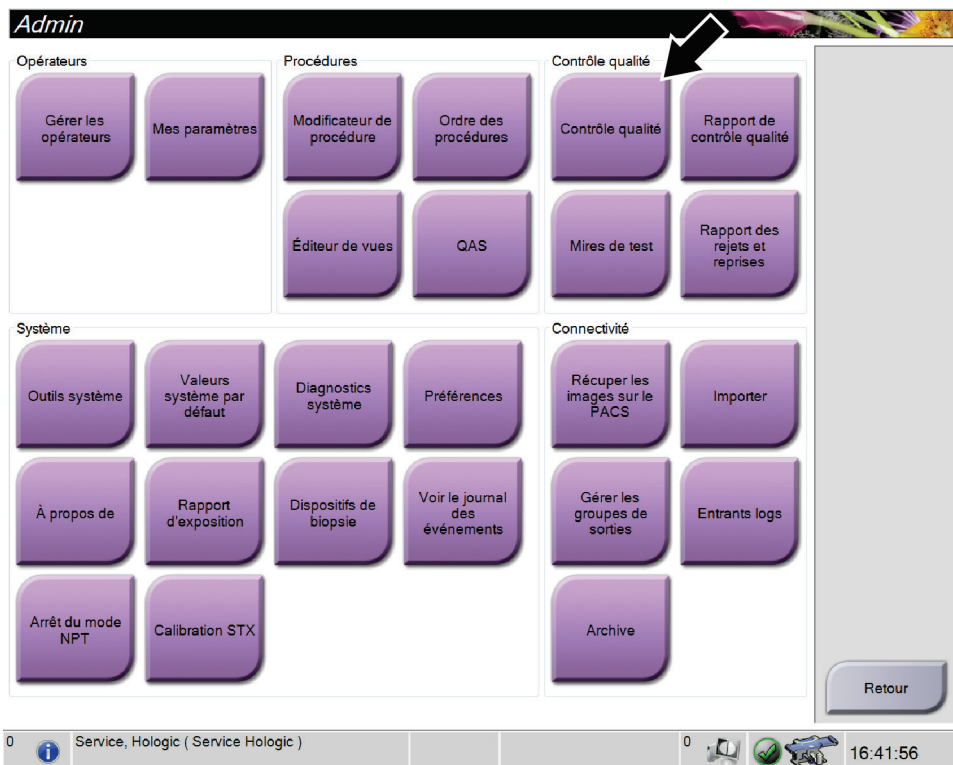 Admin
Opérateurs
Gérer les
opérateurs
Mes paramètres
Procédures
Modificateur de
procédure
Ordre des
procédures
Éditeur de vues
QAS
Contrôle qualité
Contrôle qualité
Rapport de
contrôle qualité
Mires de test
Rapport des
rejets et
reprises
Système
Outils système
Valeurs
système par
défaut
Diagnostics
système
Préférences
À propos de
Rapport
d'exposition
Dispositifs de
biopsie
Voir le journal
des
événements
Arrêt du mode
NPT
Calibration STX
Connectivité
Récuper les
images sur le
PACS
Importer
Gérer les
groupes de
sorties
Entrants logs
Archive
Retour
0
Service, Hologic ( Service Hologic )
0
16:41:56